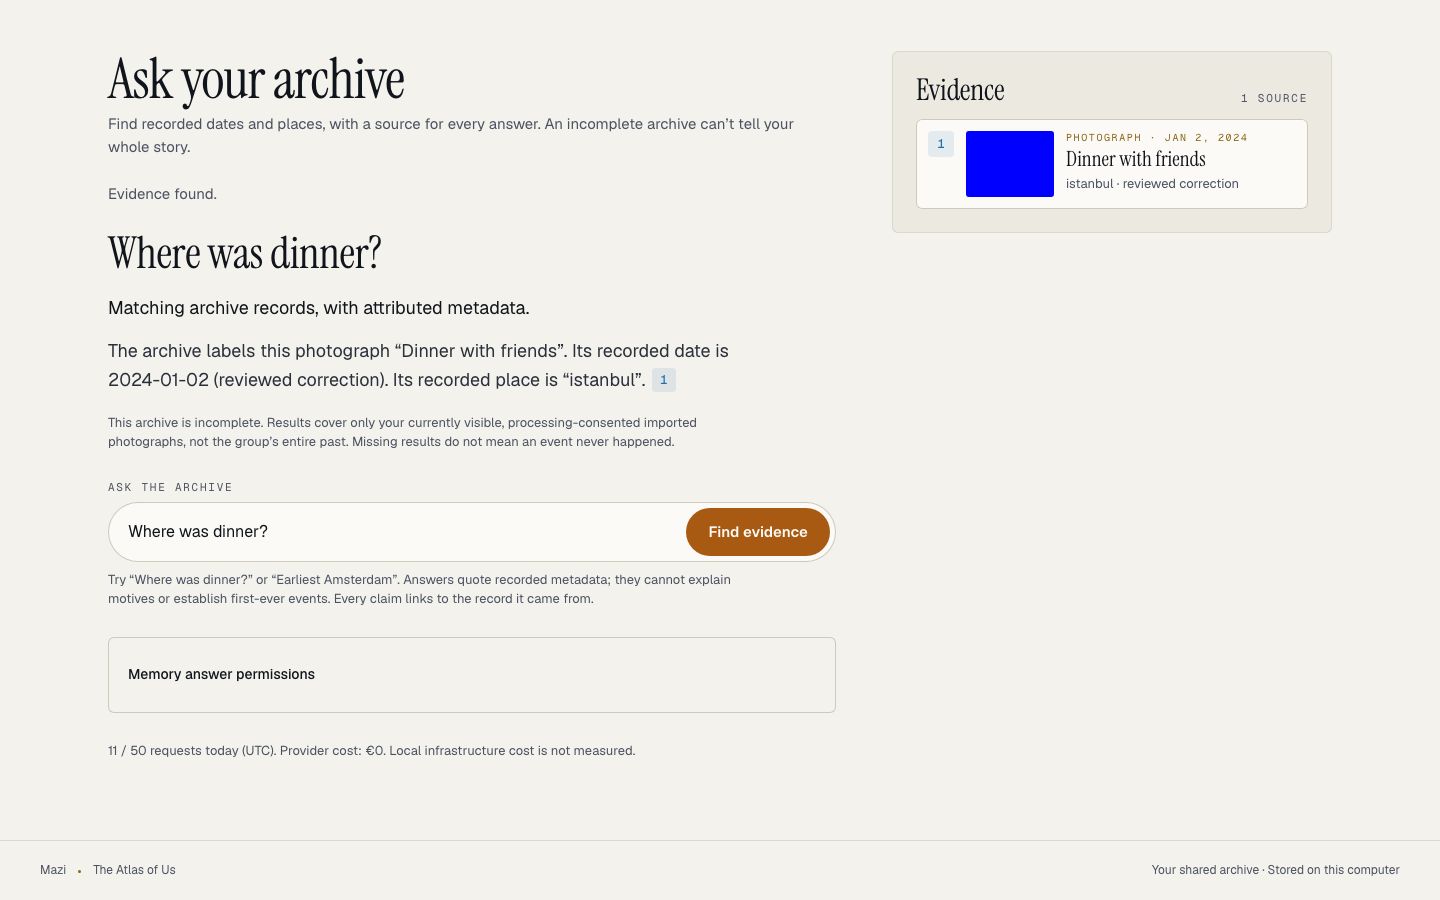 Ask your archive
Find recorded dates and places, with a source for every answer. An incomplete archive can’t tell your
whole story.
Evidence found.
Where was dinner?
Matching archive records, with attributed metadata.
The archive labels this photograph “Dinner with friends”. Its recorded date is
2024-01-02 (reviewed correction). Its recorded place is “istanbul”. 1
This archive is incomplete. Results cover only your currently visible, processing-consented imported
photographs, not the group’s entire past. Missing results do not mean an event never happened.
ASK THE ARCHIVE
Where was dinner?
Find evidence
Try “Where was dinner?” or “Earliest Amsterdam”. Answers quote recorded metadata; they cannot explain
motives or establish first-ever events. Every claim links to the record it came from.
Memory answer permissions
11 / 50 requests today (UTC). Provider cost: €0. Local infrastructure cost is not measured.
Evidence
1 SOURCE
1
PHOTOGRAPH · JAN 2, 2024
Dinner with friends
istanbul · reviewed correction
Mazi • The Atlas of Us
Your shared archive · Stored on this computer